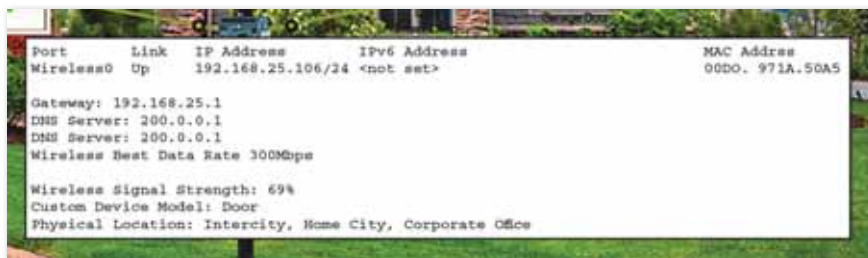 Port Link IP Address IPv6 Address MAC Addrss
Wireless0 Up 192.168.25.106/24 <not set> 00D0. 971A.50A5
Gateway: 192.168.25.1
DNS Server: 200.0.0.1
DNS Server: 200.0.0.1
Wireless Best Data Rate 300Mbps
Wireless Signal Strength: 69%
Custom Device Model: Door
Physical Location: Intercity, Home City, Corporate Office